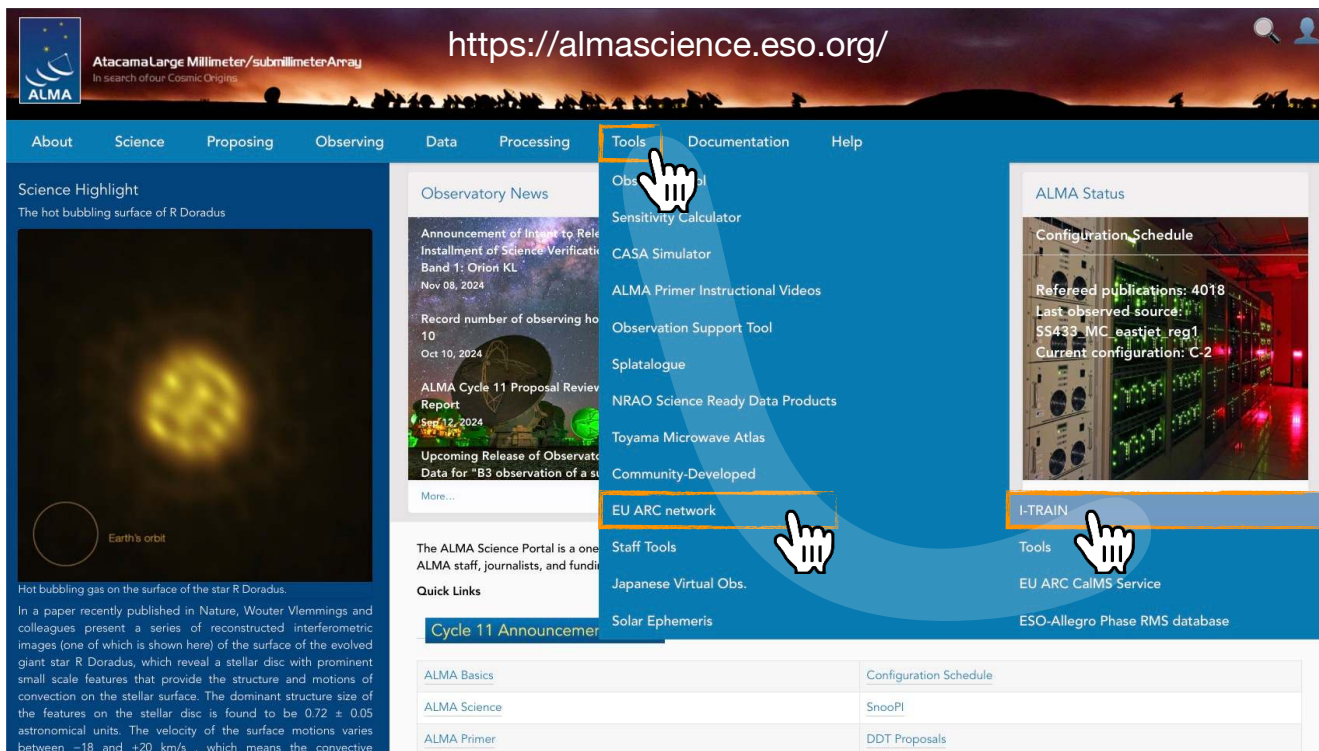 https://almascience.eso.org/
Atacama Large Millimeter/submillimeter Array
In search of our Cosmic Origins
ALMA
About
Science
Proposing
Observing
Data
Processing
Tools
Documentation
Help
Science Highlight
The hot bubbling surface of R Doradus
Earth's orbit
Hot bubbling gas on the surface of the star R Doradus.
In a paper recently published in Nature, Wouter Vlemmings and
colleagues present a series of reconstructed interferometric
images (one of which is shown here) of the surface of the evolved
giant star R Doradus, which reveal a stellar disc with prominent
small scale features that provide the structure and motions of
convection on the stellar surface. The dominant structure size of
the features on the stellar disc is found to be 0.72 ± 0.05
astronomical units. The velocity of the surface motions varies
between −18 and +20 km/s , which means the convective
Observatory News
Announcement of Intent to Rele
Installment of Science Verificati
Band 1: Orion KL
Nov 08, 2024
Record number of observing ho
10
Oct 10, 2024
ALMA Cycle 11 Proposal Review
Report
Sep 12, 2024
Upcoming Release of Observato
Data for "B3 observation of a su
More...
The ALMA Science Portal is a one
ALMA staff, journalists, and fundi
Quick Links
Cycle 11 Announcemen
ALMA Basics
Configuration Schedule
ALMA Science
SnooPI
ALMA Primer
DDT Proposals
Sensitivity Calculator
CASA Simulator
ALMA Primer Instructional Videos
Observation Support Tool
Splatalogue
NRAO Science Ready Data Products
Toyama Microwave Atlas
Community-Developed
EU ARC network
Staff Tools
Japanese Virtual Obs.
Solar Ephemeris
I-TRAIN
Tools
EU ARC CalMS Service
ESO-Allegro Phase RMS database
ALMA Status
Configuration Schedule
Refereed publications: 4018
Last observed source:
SS433_MC_eastjet_reg1
Current configuration: C-2